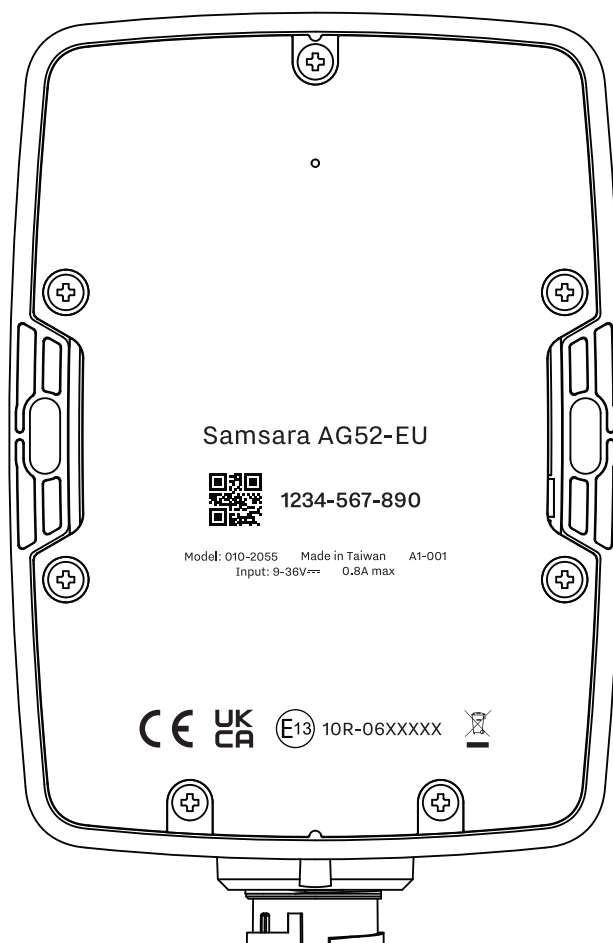 Samsara AG52-EU
1234-567-890
Model: 010-2055 Made in Taiwan A1-001
Input: 9-36V⎓ 0.8A max
CE UK CA E13 10R-06XXXXX